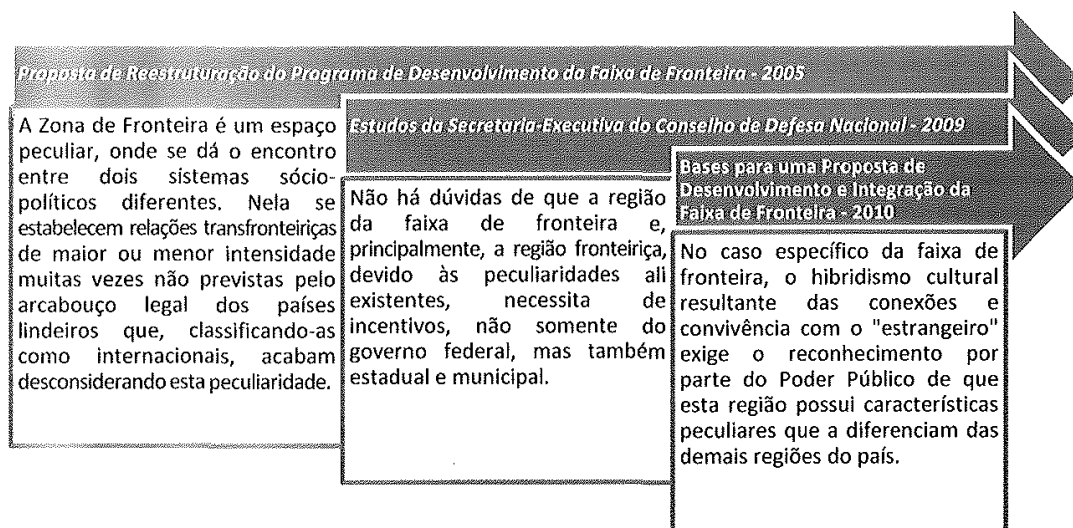 Proposta de Reestruturação do Programa de Desenvolvimento da Faixa de Fronteira - 2005
A Zona de Fronteira é um espaço
peculiar, onde se dá o encontro
entre dois sistemas sócio-
políticos diferentes. Nela se
estabelecem relações transfronteiriças
de maior ou menor intensidade
muitas vezes não previstas pelo
arcabouço legal dos países
lindeiros que, classificando-as
como internacionais, acabam
desconsiderando esta peculiaridade.
Estudos da Secretaria-Executiva do Conselho de Defesa Nacional - 2009
Não há dúvidas de que a região
da faixa de fronteira e,
principalmente, a região fronteiriça,
devido às peculiaridades ali
existentes, necessita de
incentivos, não somente do
governo federal, mas também
estadual e municipal.
Bases para uma Proposta de
Desenvolvimento e Integração da
Faixa de Fronteira - 2010
No caso específico da faixa de
fronteira, o hibridismo cultural
resultante das conexões e
convivência com o "estrangeiro"
exige o reconhecimento por
parte do Poder Público de que
esta região possui características
peculiares que a diferenciam das
demais regiões do país.